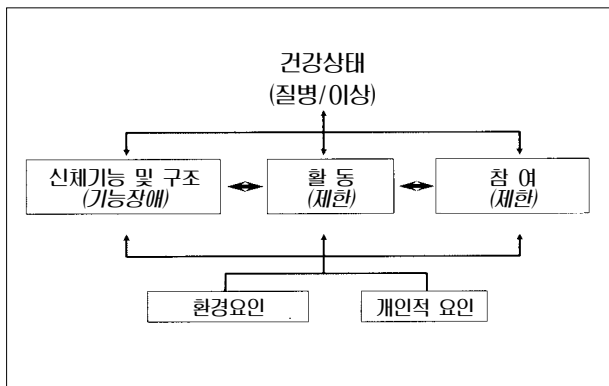 건강상태
(질병/이상)
신체기능 및 구조
(기능장애)
활 동
(제한)
참 여
(제한)
환경요인
개인적 요인